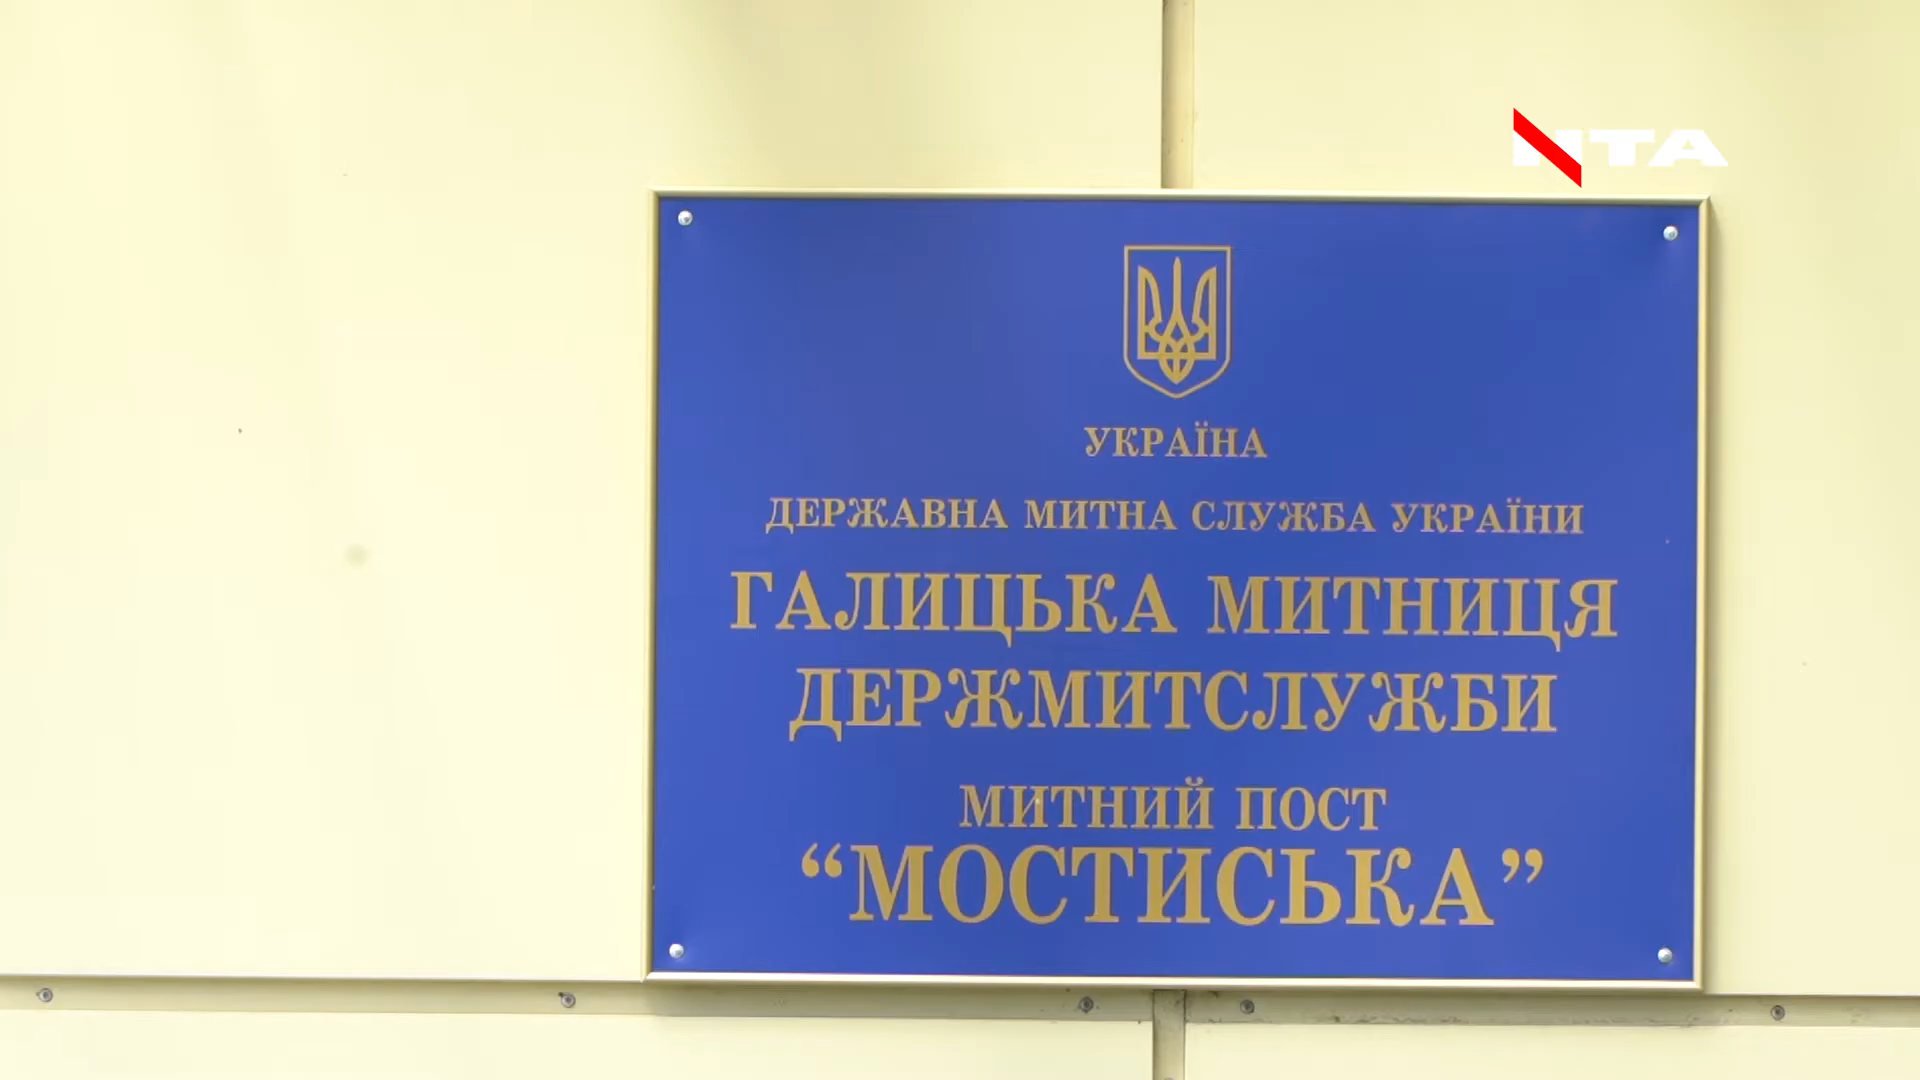 NTA
УКРАЇНА
ДЕРЖАВНА МИТНА СЛУЖБА УКРАЇНИ
ГАЛИЦЬКА МИТНИЦЯ
ДЕРЖМИТСЛУЖБИ
МИТНИЙ ПОСТ
“МОСТИСЬКА”